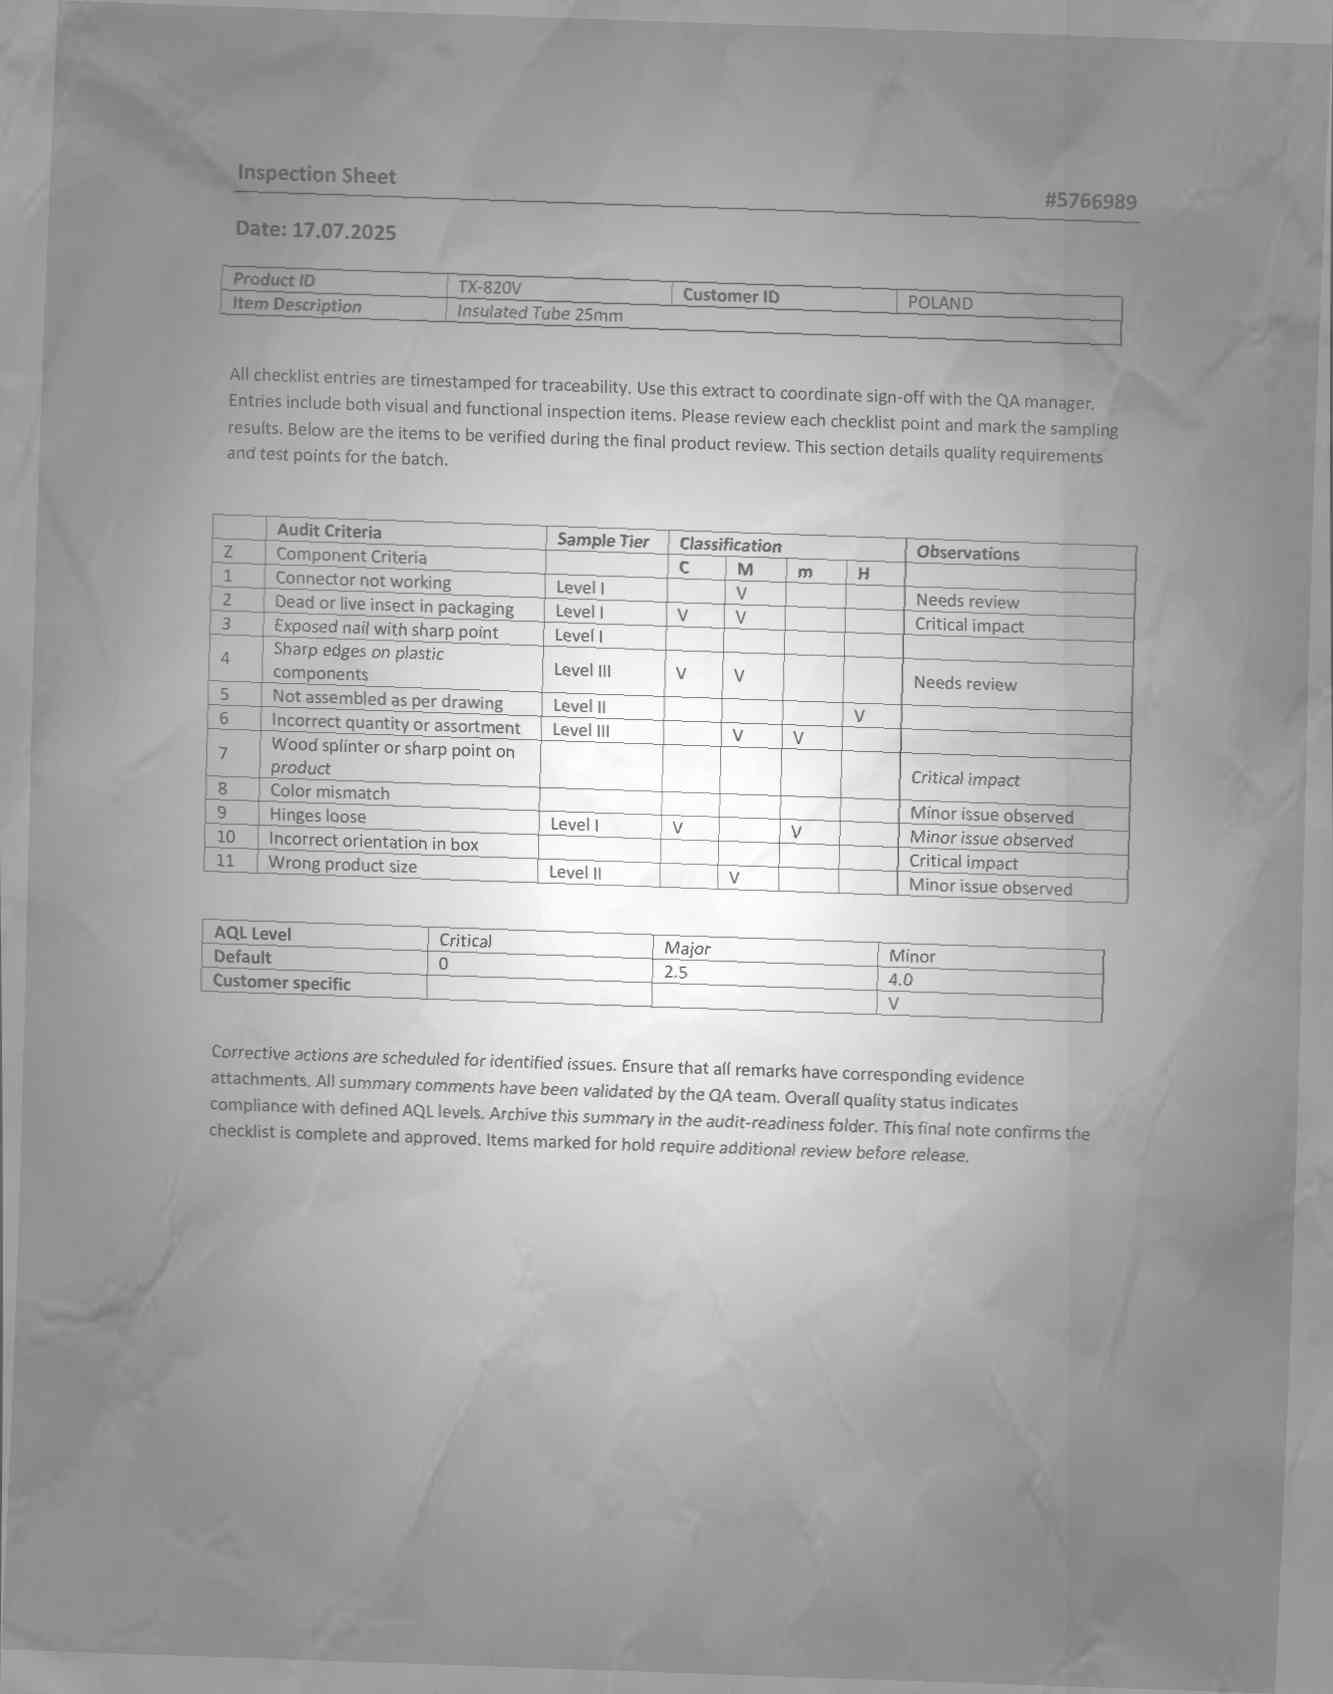 Inspection Sheet
#5766989
Date: 17.07.2025
Product ID TX-820V Customer ID POLAND
Item Description Insulated Tube 25mm
All checklist entries are timestamped for traceability. Use this extract to coordinate sign-off with the QA manager.
Entries include both visual and functional inspection items. Please review each checklist point and mark the sampling
results. Below are the items to be verified during the final product review. This section details quality requirements
and test points for the batch.
Audit Criteria Sample Tier Classification Observations
Z Component Criteria C M m H
1 Connector not working Level I V Needs review
2 Dead or live insect in packaging Level I V V Critical impact
3 Exposed nail with sharp point Level I
4 Sharp edges on plastic
components Level III V V Needs review
5 Not assembled as per drawing Level II V
6 Incorrect quantity or assortment Level III V V
7 Wood splinter or sharp point on
product Critical impact
8 Color mismatch Minor issue observed
9 Hinges loose Level I V V Minor issue observed
10 Incorrect orientation in box Critical impact
11 Wrong product size Level II V Minor issue observed
AQL Level Critical Major Minor
Default 0 2.5 4.0
Customer specific V
Corrective actions are scheduled for identified issues. Ensure that all remarks have corresponding evidence
attachments. All summary comments have been validated by the QA team. Overall quality status indicates
compliance with defined AQL levels. Archive this summary in the audit-readiness folder. This final note confirms the
checklist is complete and approved. Items marked for hold require additional review before release.